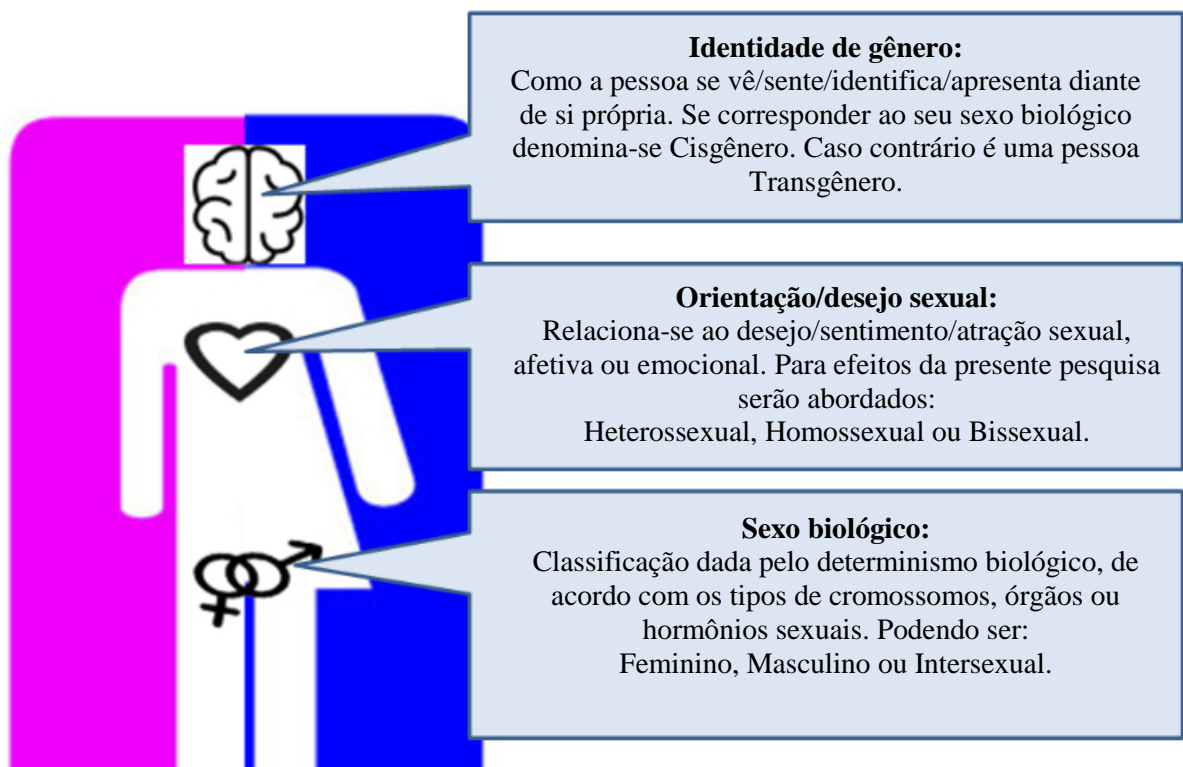 Identidade de gênero:
Como a pessoa se vê/sente/identifica/apresenta diante
de si própria. Se corresponder ao seu sexo biológico
denomina-se Cisgênero. Caso contrário é uma pessoa
Transgênero.
Orientação/desejo sexual:
Relaciona-se ao desejo/sentimento/atração sexual,
afetiva ou emocional. Para efeitos da presente pesquisa
serão abordados:
Heterossexual, Homossexual ou Bissexual.
Sexo biológico:
Classificação dada pelo determinismo biológico, de
acordo com os tipos de cromossomos, órgãos ou
hormônios sexuais. Podendo ser:
Feminino, Masculino ou Intersexual.